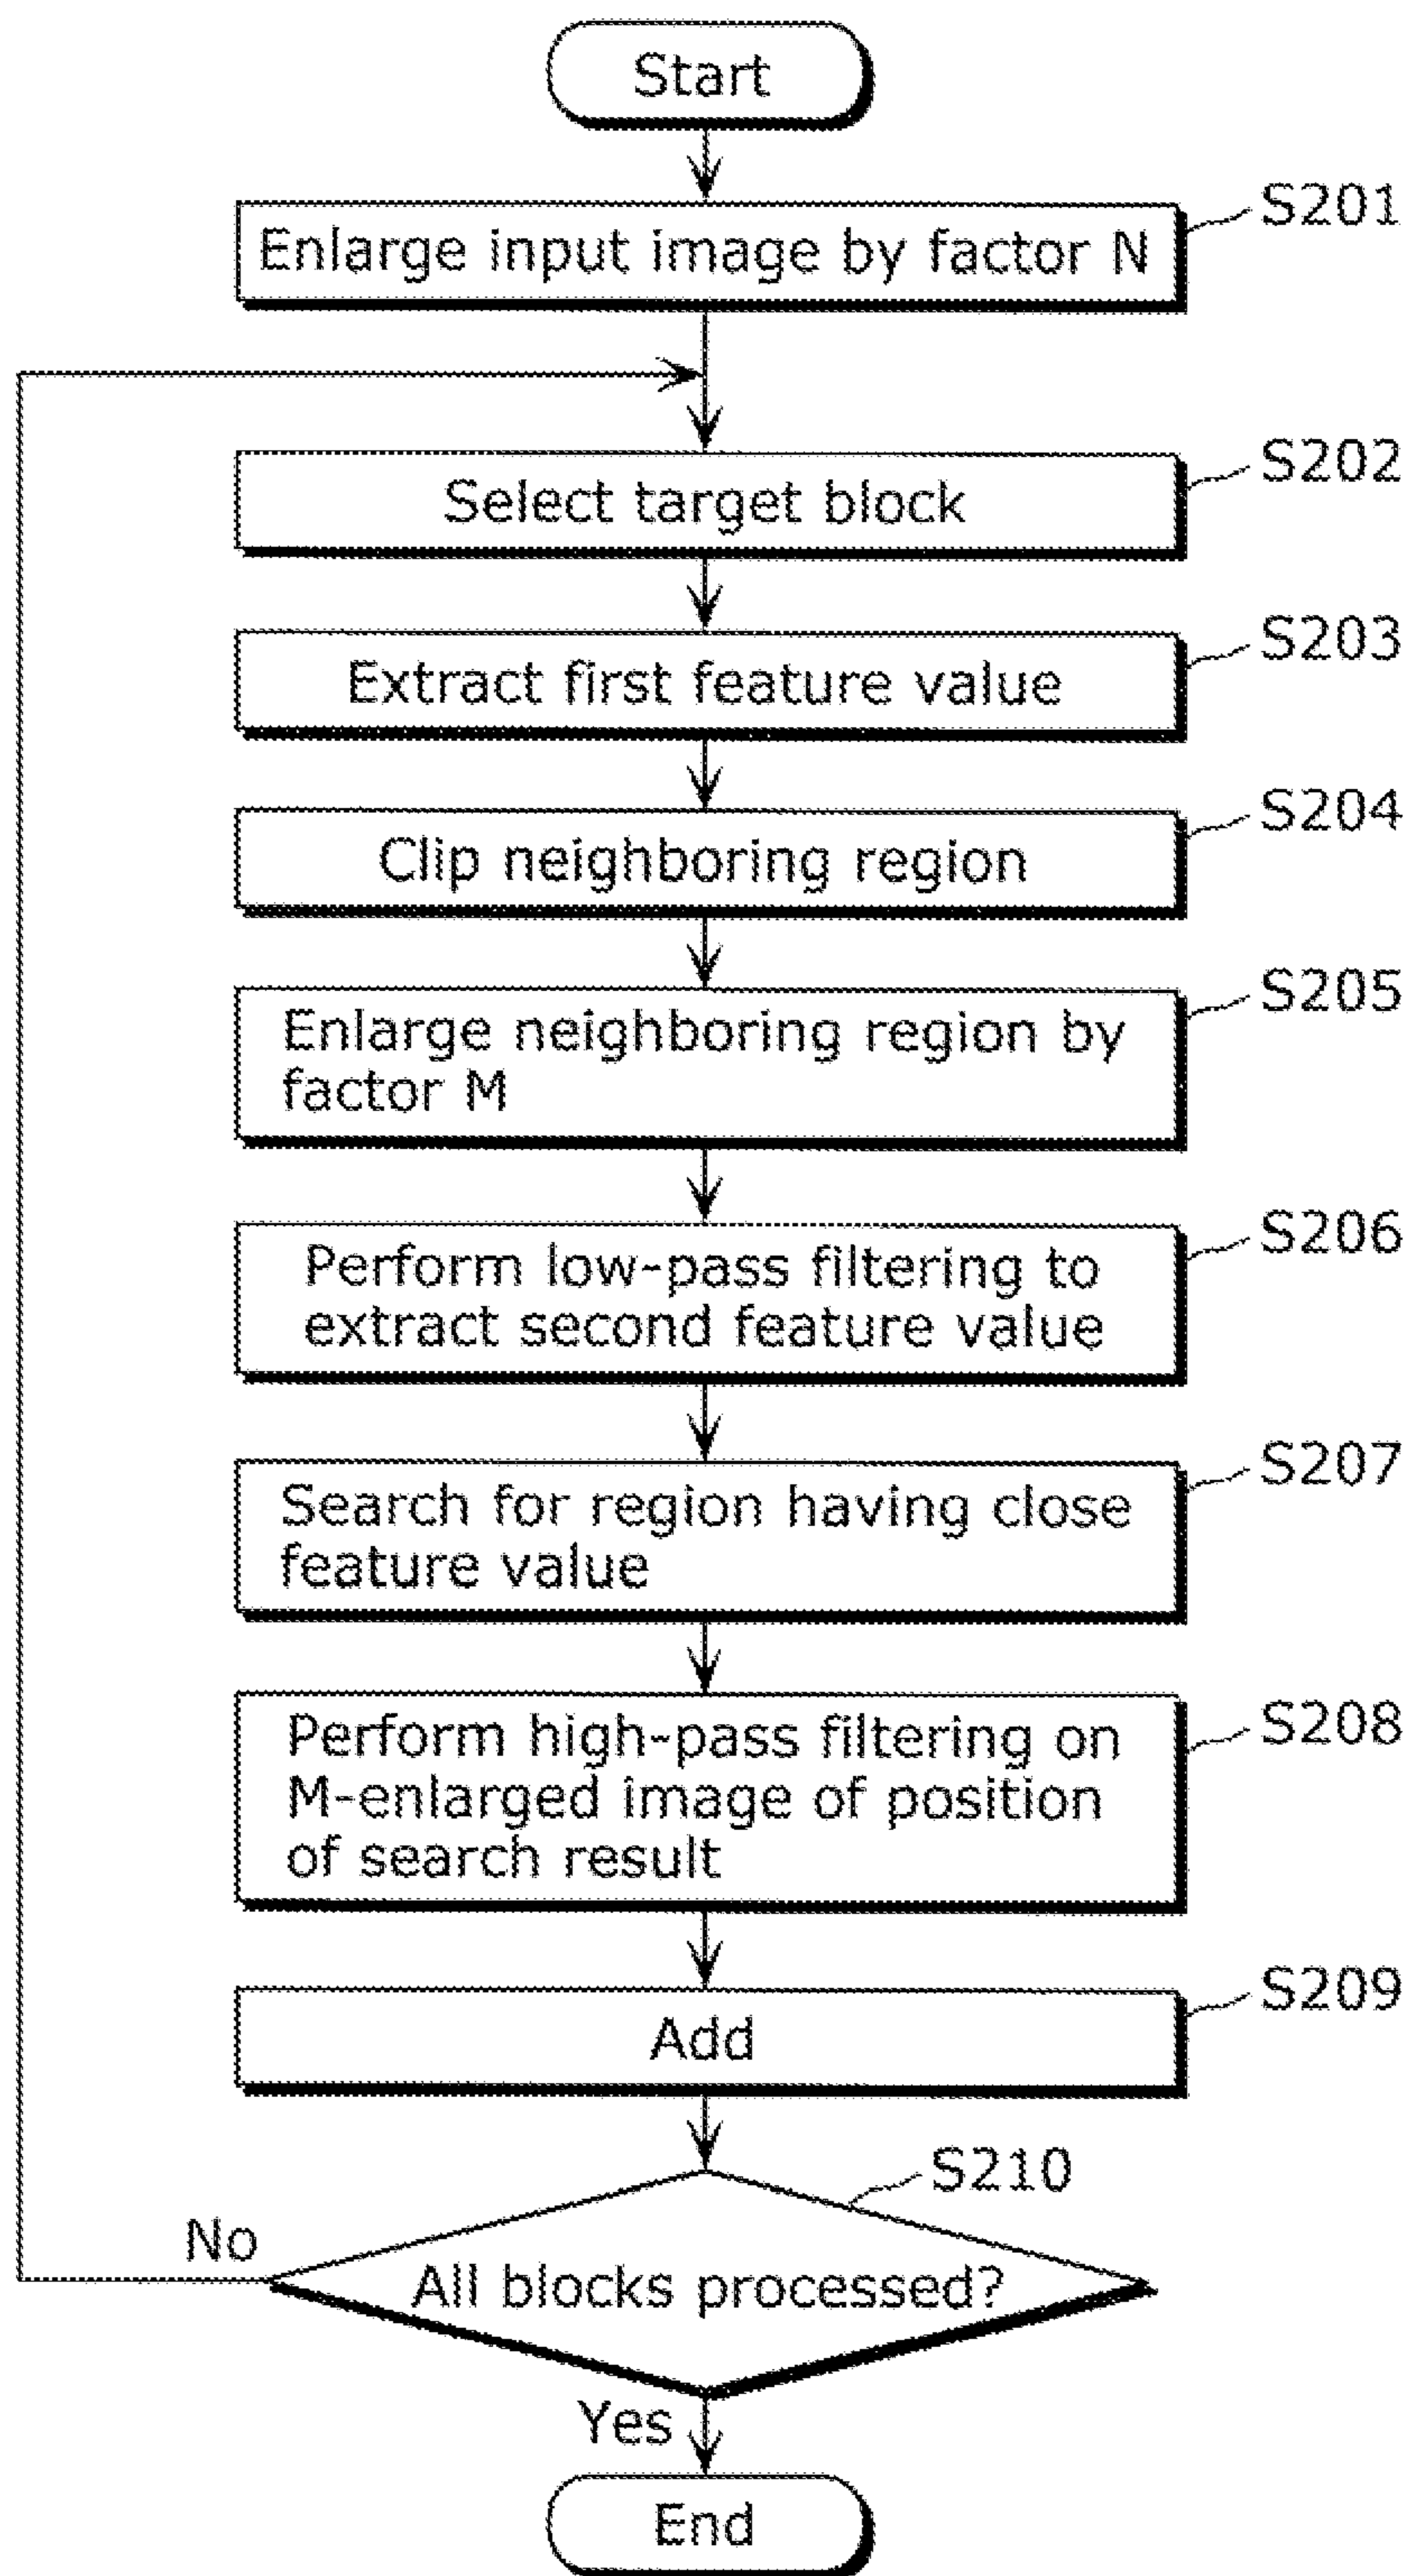 Start
S201
Enlarge input image by factor N
S202
Select target block
S203
Extract first feature value
S204
Clip neighboring region
S205
Enlarge neighboring region by
factor M
S206
Perform low-pass filtering to
extract second feature value
S207
Search for region having close
feature value
S208
Perform high-pass filtering on
M-enlarged image of position
of search result
S209
Add
S210
No
All blocks processed?
Yes
End